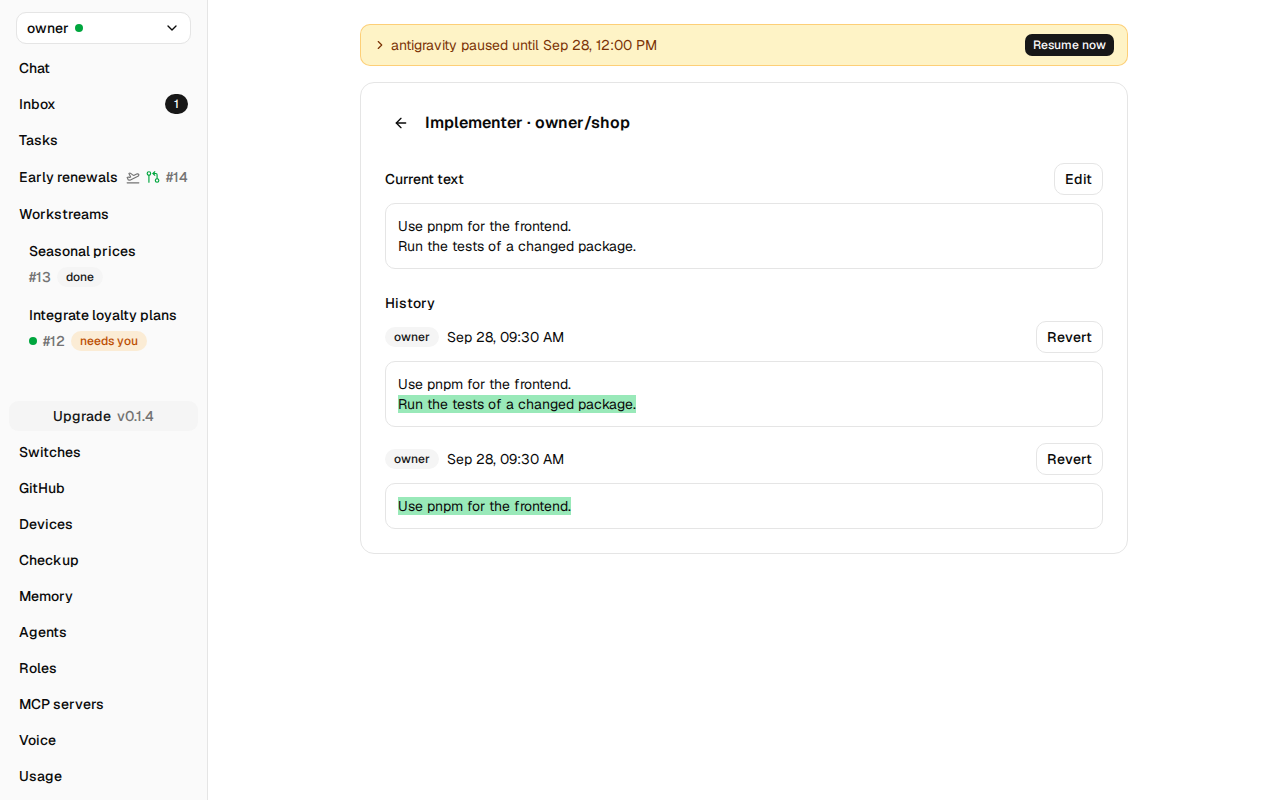 owner
Chat
Inbox 1
Tasks
Early renewals #14
Workstreams
Seasonal prices
#13 done
Integrate loyalty plans
#12 needs you
Upgrade v0.1.4
Switches
GitHub
Devices
Checkup
Memory
Agents
Roles
MCP servers
Voice
Usage
antigravity paused until Sep 28, 12:00 PM
Resume now
Implementer · owner/shop
Current text
Edit
Use pnpm for the frontend.
Run the tests of a changed package.
History
owner Sep 28, 09:30 AM
Revert
Use pnpm for the frontend.
Run the tests of a changed package.
owner Sep 28, 09:30 AM
Revert
Use pnpm for the frontend.